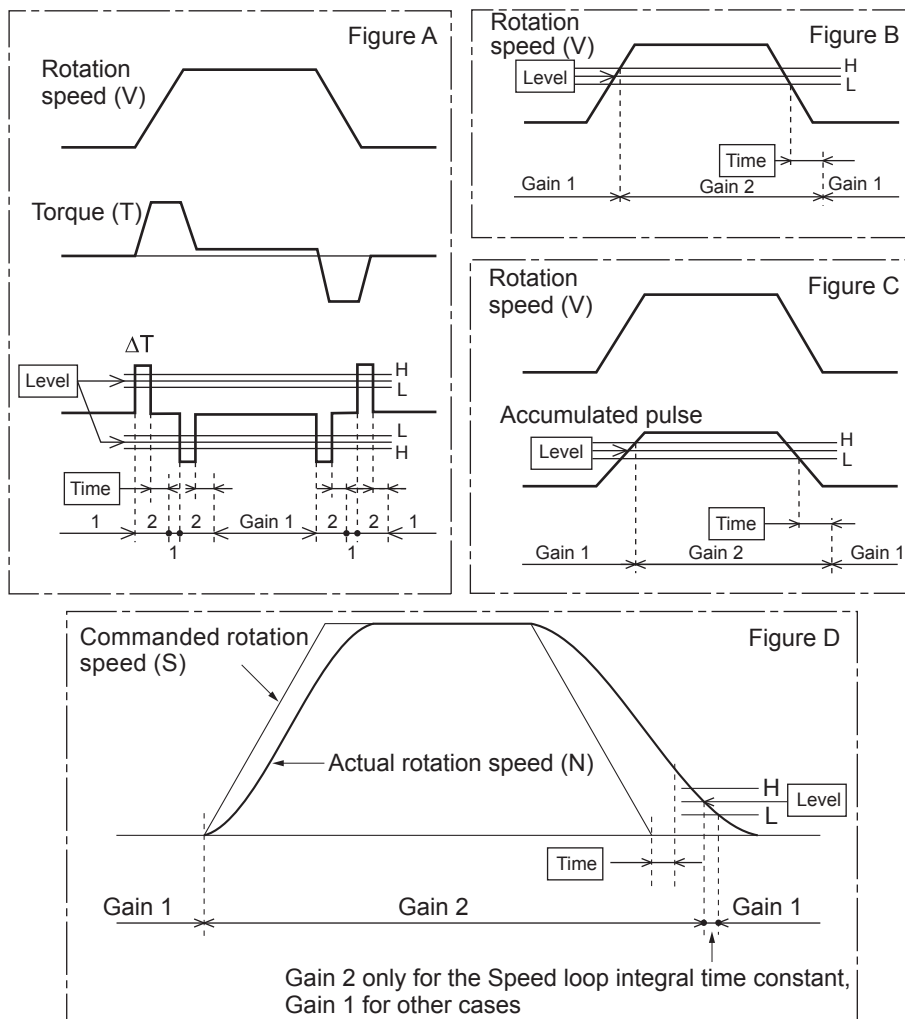 Figure A
Rotation
speed (V)
Torque (T)
ΔT
H
L
Level
L
H
Time
1
2
2
Gain 1
2
2
1
1
1
Figure B
Rotation
speed (V)
H
Level
L
Time
Gain 1
Gain 2
Gain 1
Figure C
Rotation
speed (V)
Accumulated pulse
H
Level
L
Time
Gain 1
Gain 2
Gain 1
Figure D
Commanded rotation
speed (S)
Actual rotation speed (N)
H
Level
L
Time
Gain 1
Gain 2
Gain 1
Gain 2 only for the Speed loop integral time constant,
Gain 1 for other cases